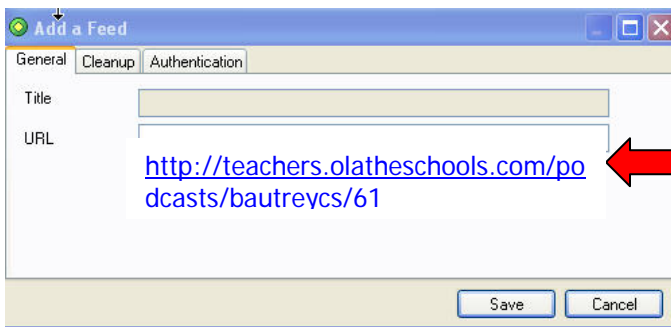 Add a Feed
General Cleanup Authentication
Title
URL
http://teachers.olatheschools.com/po
dcasts/bautreycs/61
Save Cancel